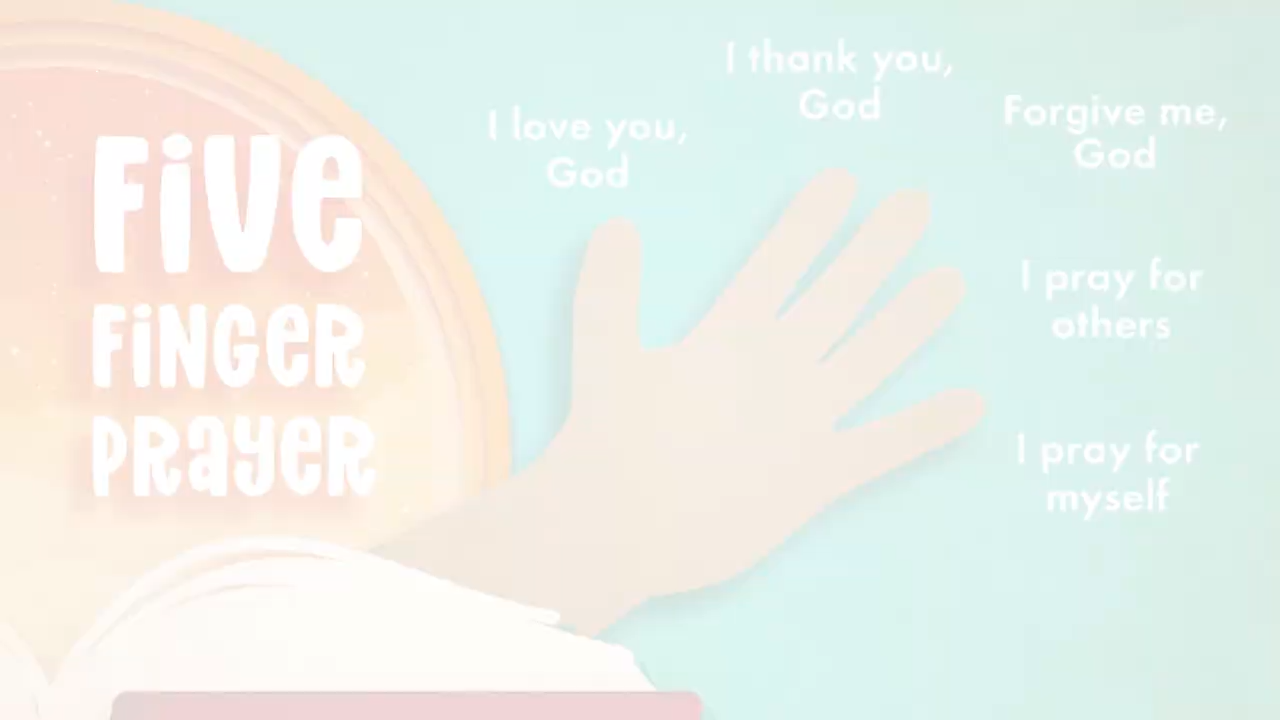 Five
FiNGeR
PRayeR
I love you,
God
I thank you,
God
Forgive me,
God
I pray for
others
I pray for
myself